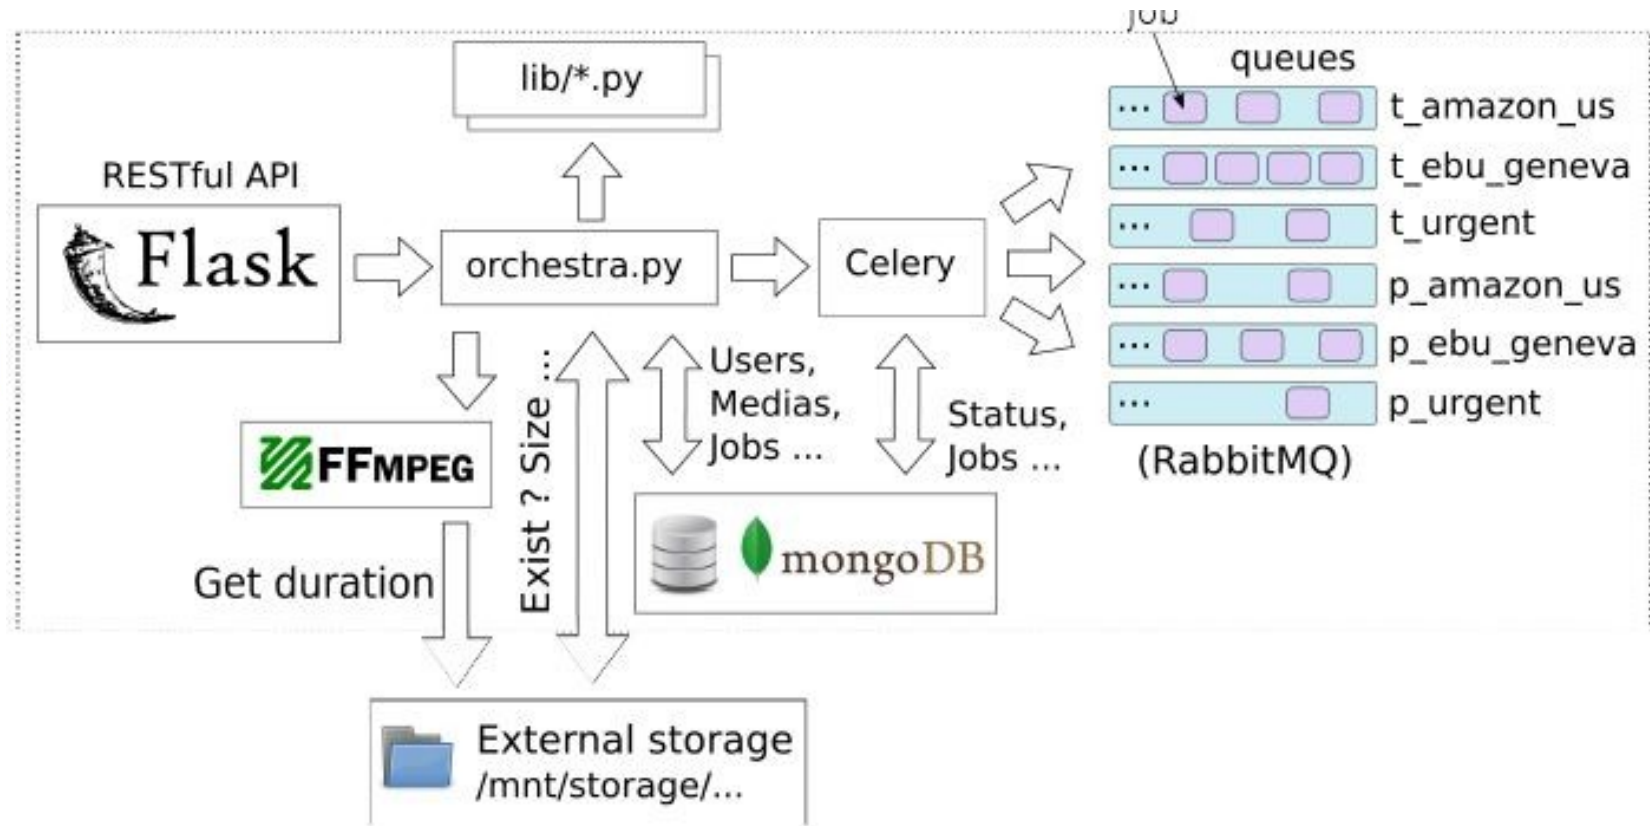 job
queues
lib/*.py
t_amazon_us
RESTful API
t_ebu_geneva
Flask
orchestra.py
Celery
t_urgent
p_amazon_us
p_ebu_geneva
p_urgent
(RabbitMQ)
Users,
Medias,
Jobs ...
Status,
Jobs ...
Exist ? Size ...
FFMPEG
mongoDB
Get duration
External storage
/mnt/storage/...